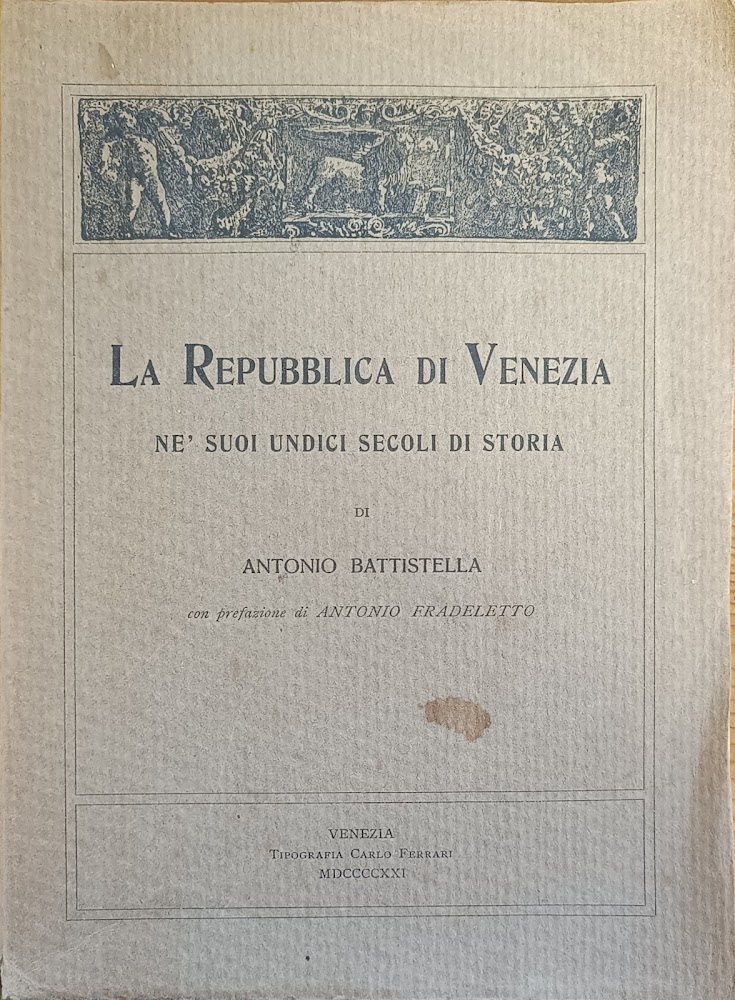 LA REPUBBLICA DI VENEZIA
NE' SUOI UNDICI SECOLI DI STORIA
DI
ANTONIO BATTISTELLA
con prefazione di ANTONIO FRADELETTO
VENEZIA
TIPOGRAFIA CARLO FERRARI
MDCCCCXXI